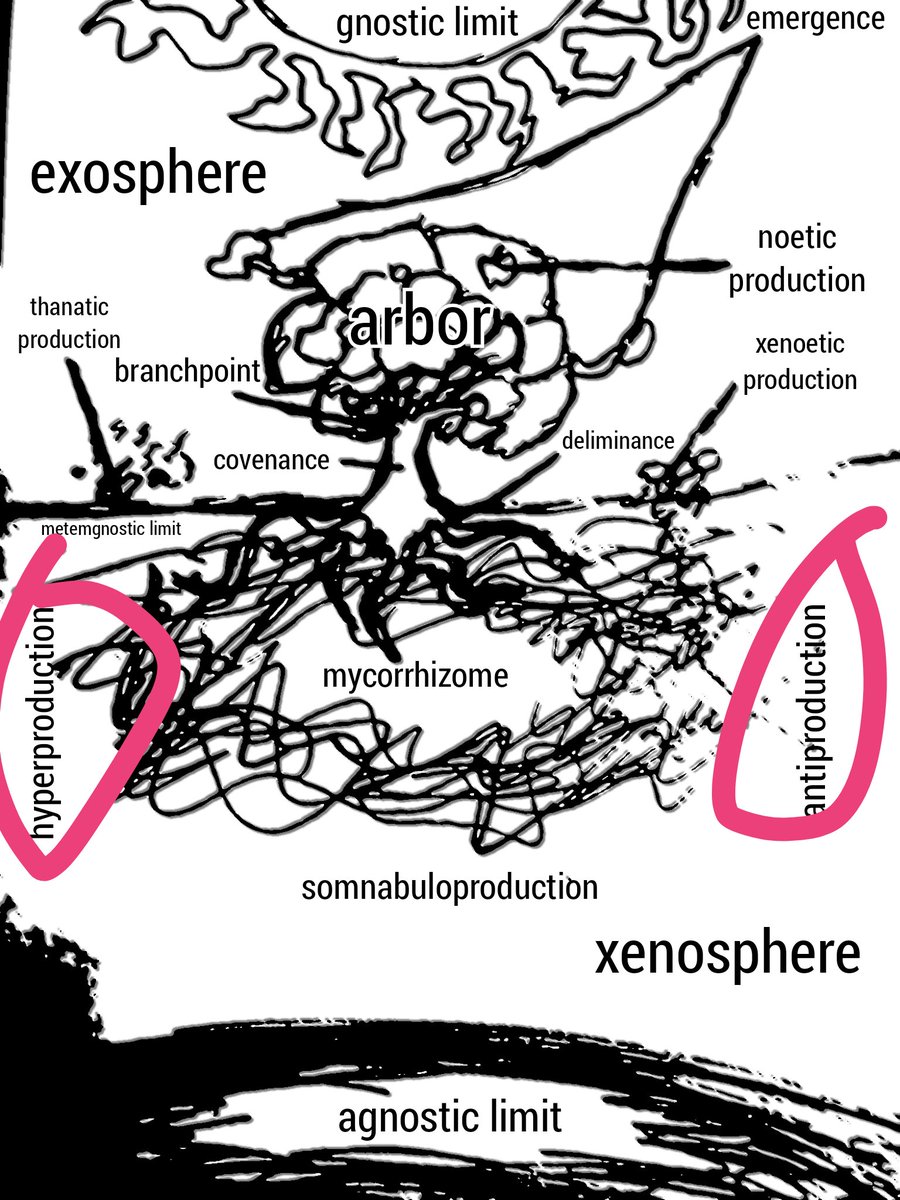 gnostic limit
emergence
exosphere
noetic
production
thanatic
production
arbor
xenoetic
production
branchpoint
covenance
deliminance
metemgnostic limit
hyperproduction
antiproduction
mycorrhizome
somnabuloproduction
xenosphere
agnostic limit